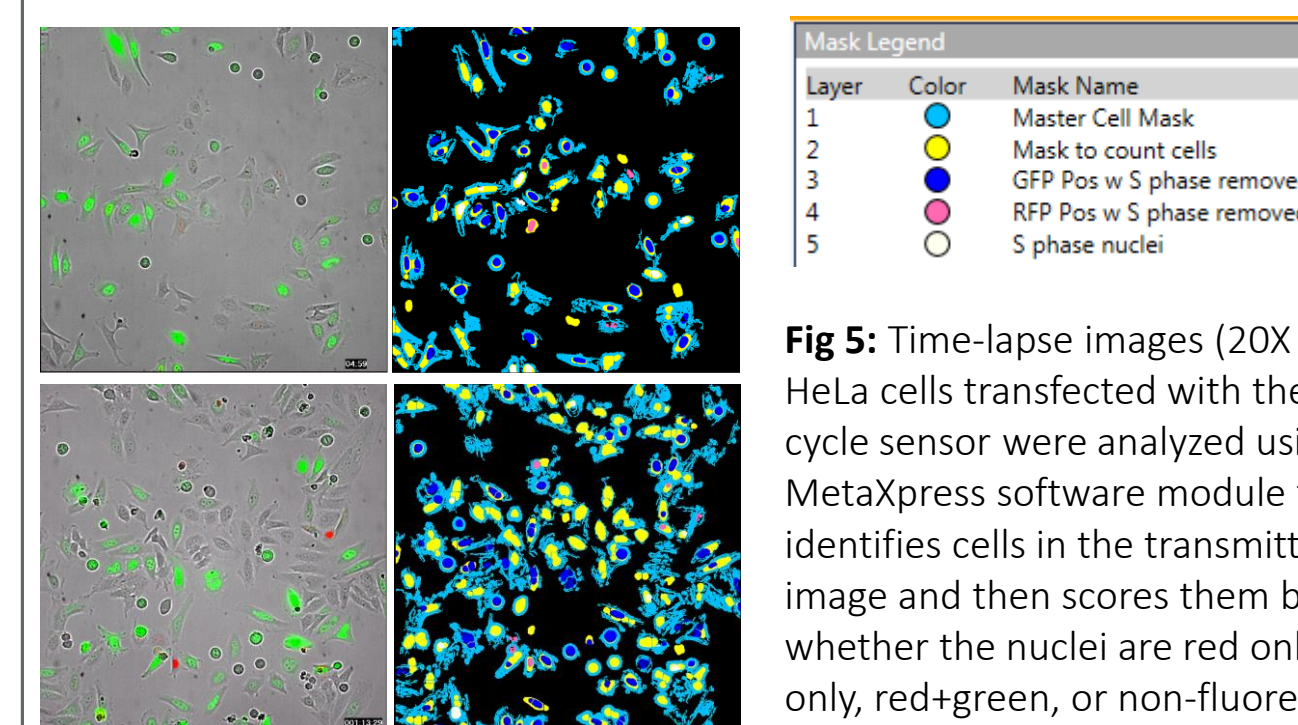 Mask Legend
Layer Color Mask Name
1 Master Cell Mask
2 Mask to count cells
3 GFP Pos w S phase remove
4 RFP Pos w S phase remove
5 S phase nuclei
Fig 5: Time-lapse images (20X
HeLa cells transfected with the
cycle sensor were analyzed usi
MetaXpress software module
identifies cells in the transmitt
image and then scores them b
whether the nuclei are red onl
only, red+green, or non-fluore
04:59
001:13:29